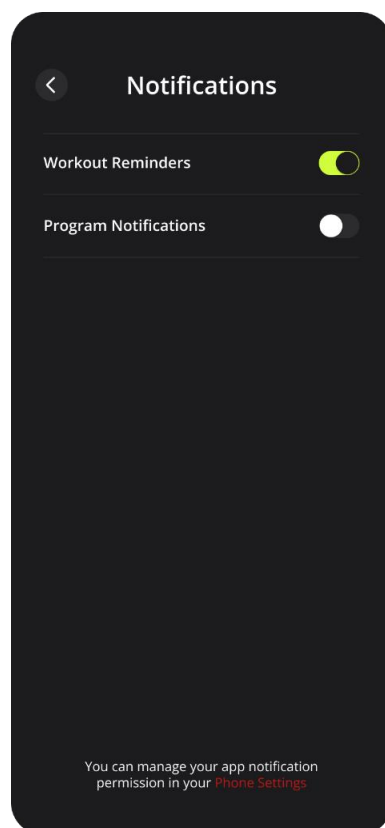 Notifications
Workout Reminders
Program Notifications
You can manage your app notification
permission in your Phone Settings